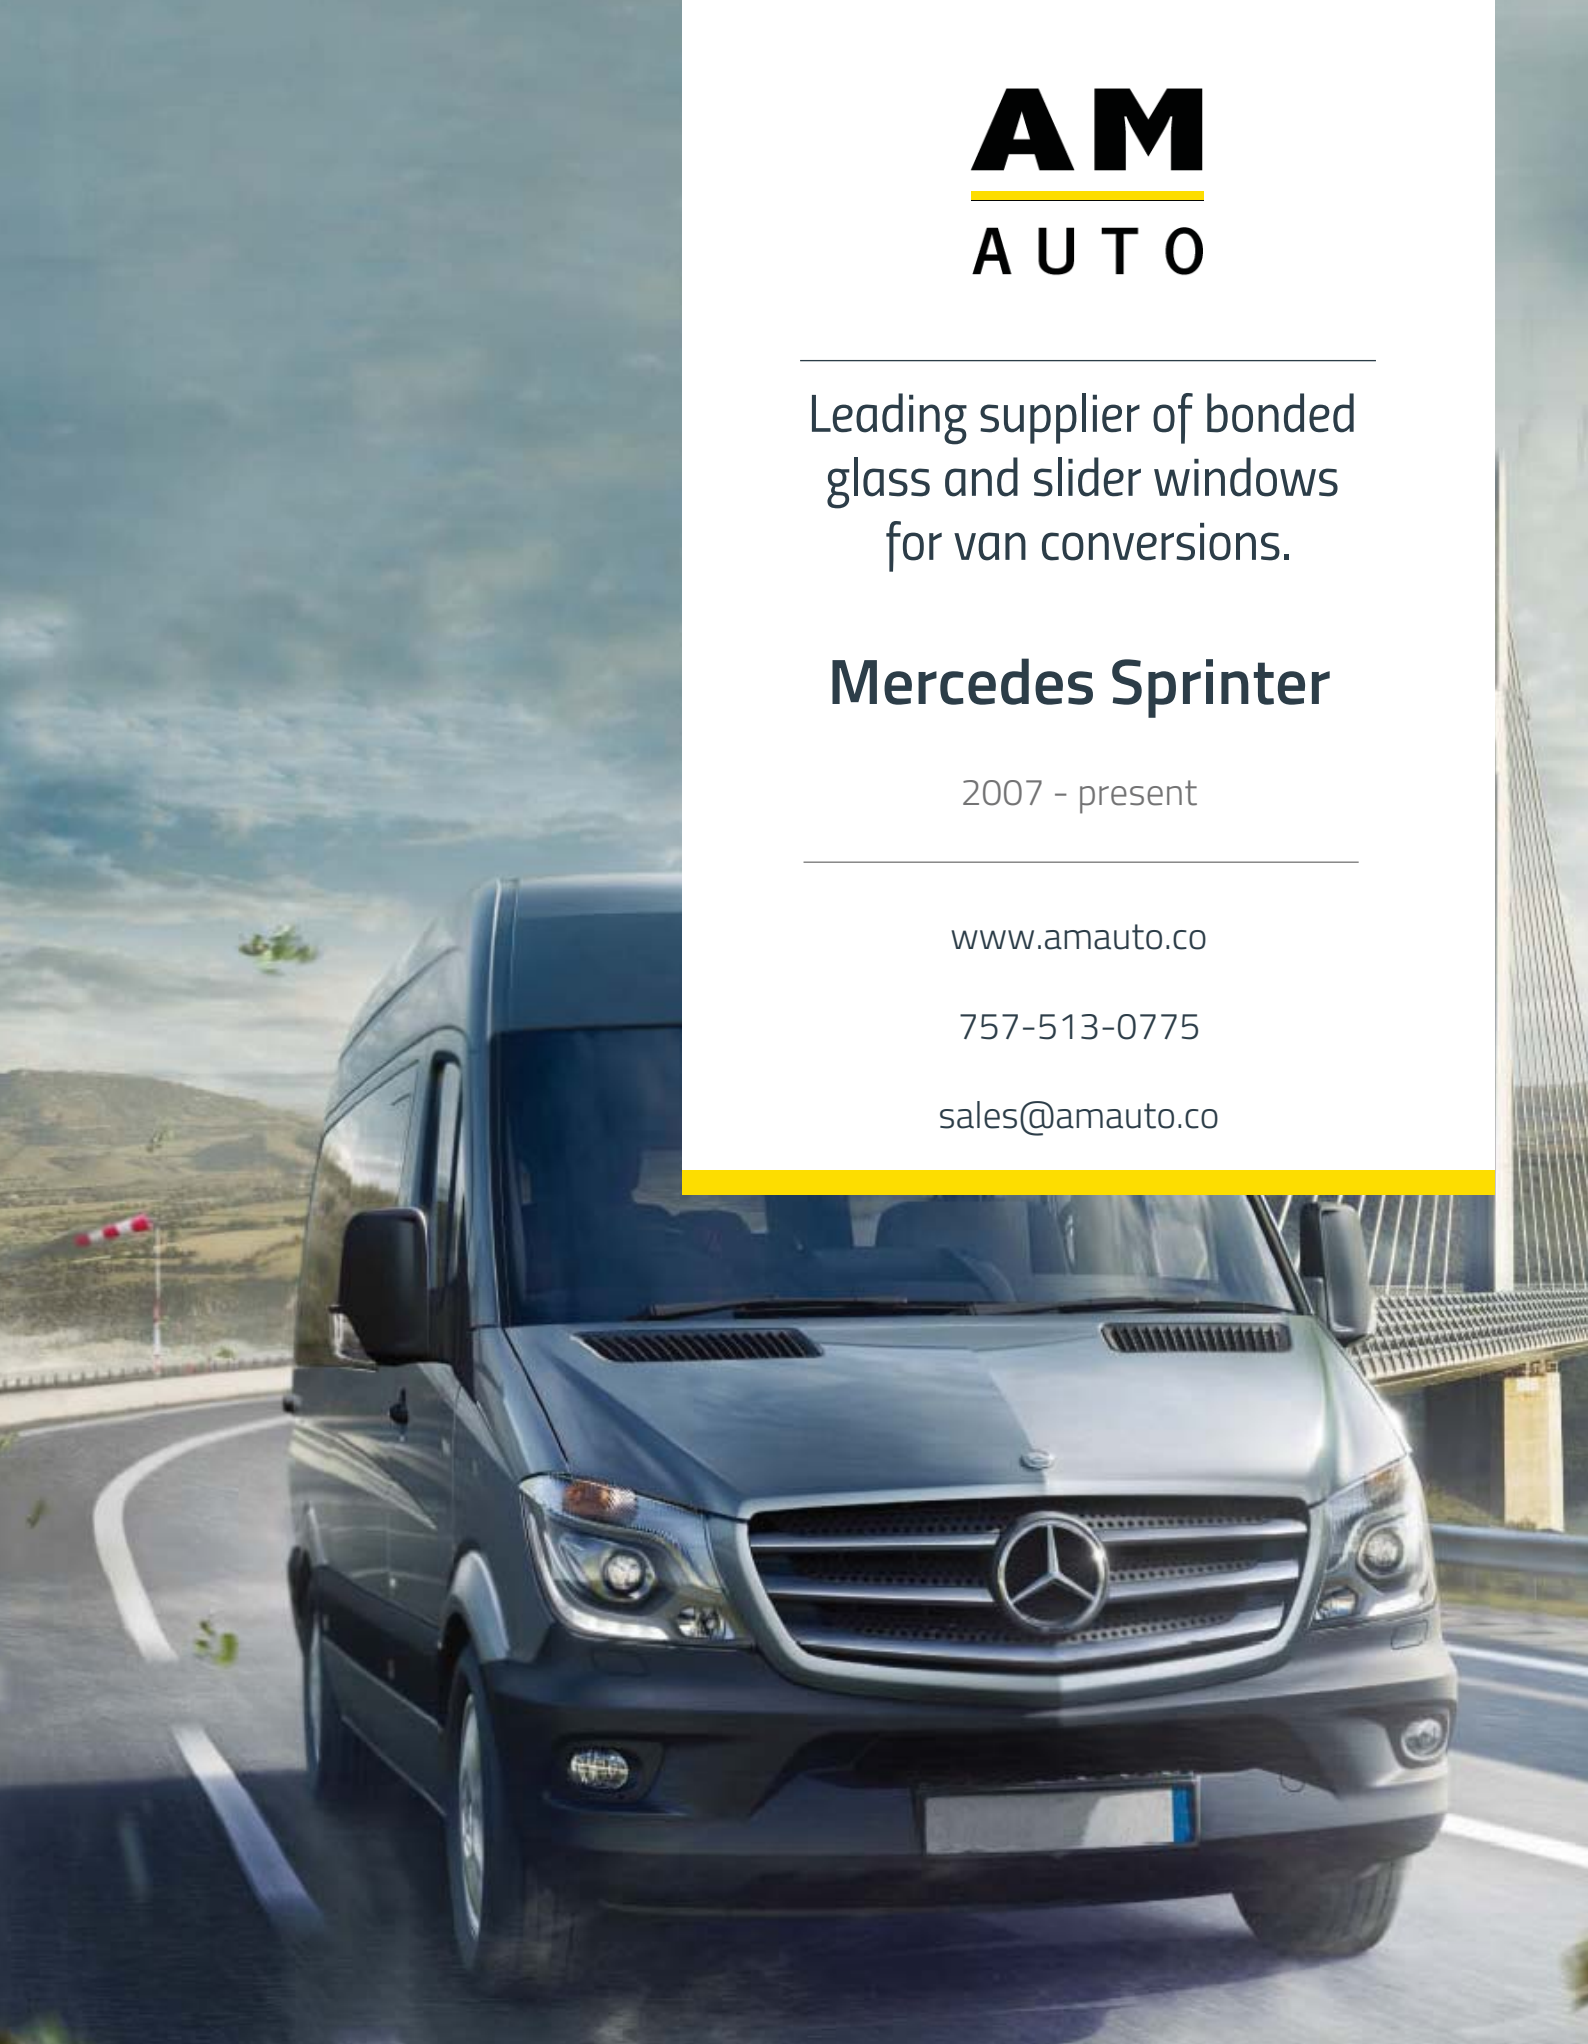 AM
AUTO
Leading supplier of bonded
glass and slider windows
for van conversions.
Mercedes Sprinter
2007 - present
www.amauto.co
757-513-0775
sales@amauto.co